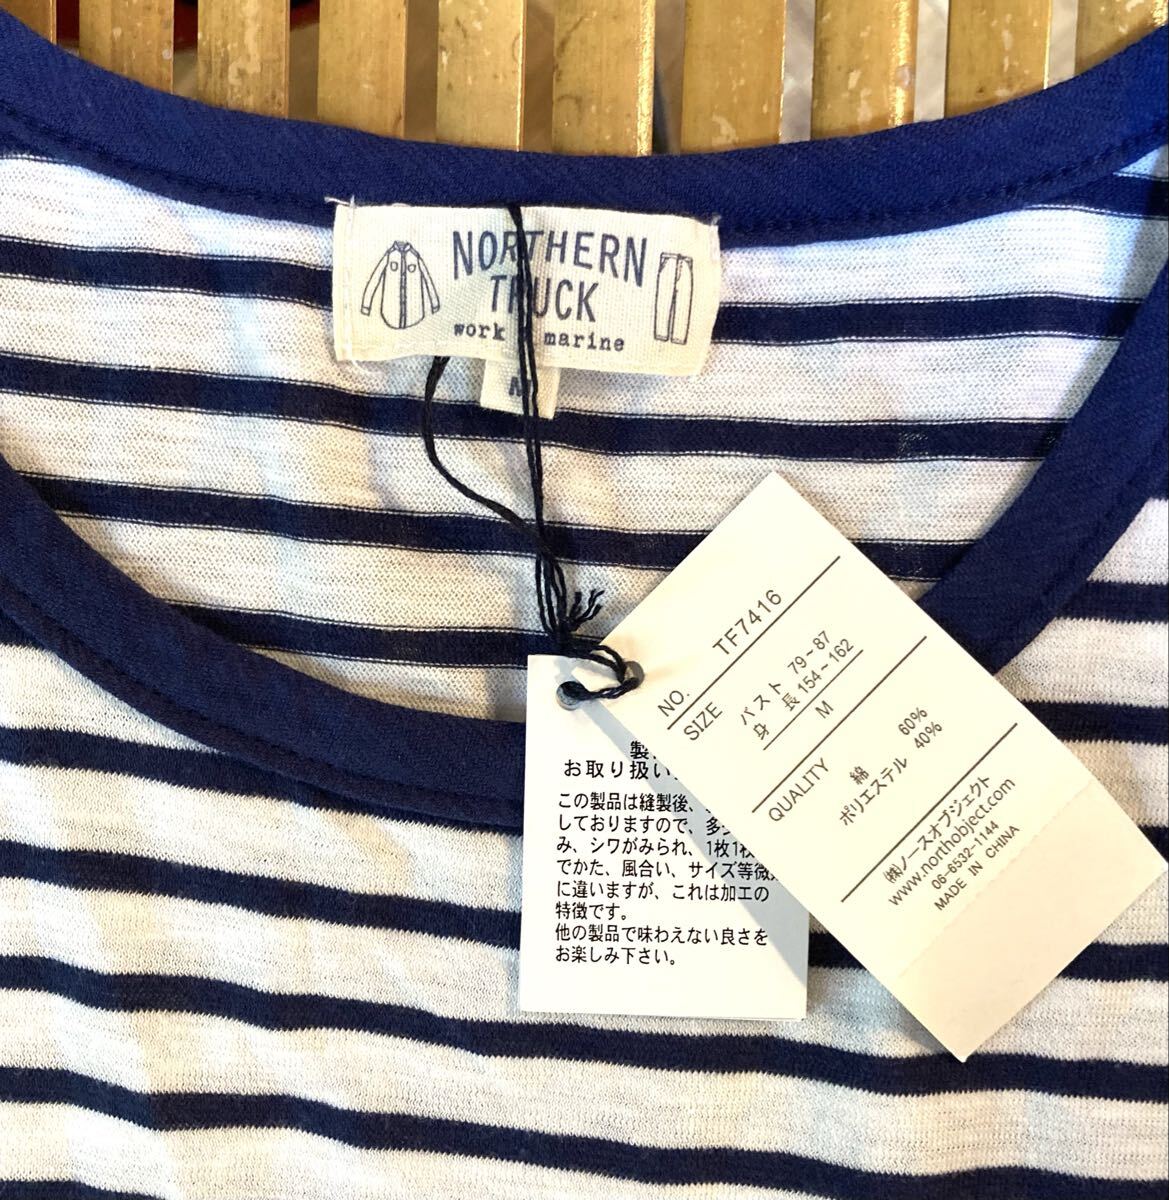 NORTHERN
TRUCK
work marine
M
NO. TF7416
SIZE バスト 79~87
身長 154~162
M
QUALITY 綿 60%
ポリエステル 40%
㈱ノースオブジェクト
www.northobject.com
06-6532-1144
MADE IN CHINA
製
お取り扱い
この製品は縫製後、
しておりますので、多少
み、シワがみられ、1枚1枚
でかた、風合い、サイズ等微
に違いますが、これは加工の
特徴です。
他の製品で味わえない良さを
お楽しみ下さい。